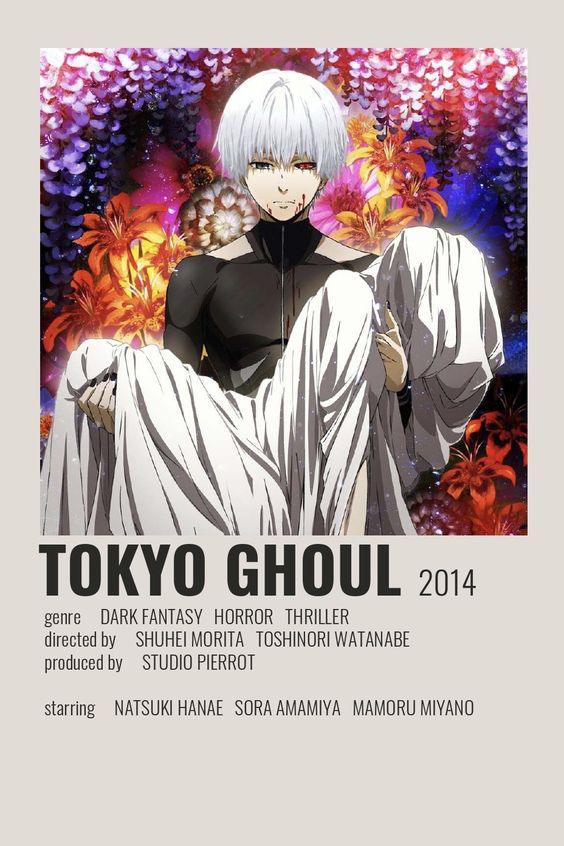 TOKYO GHOUL 2014
genre DARK FANTASY HORROR THRILLER
directed by SHUHEI MORITA TOSHINORI WATANABE
produced by STUDIO PIERROT
starring NATSUKI HANAE SORA AMAMIYA MAMORU MIYANO